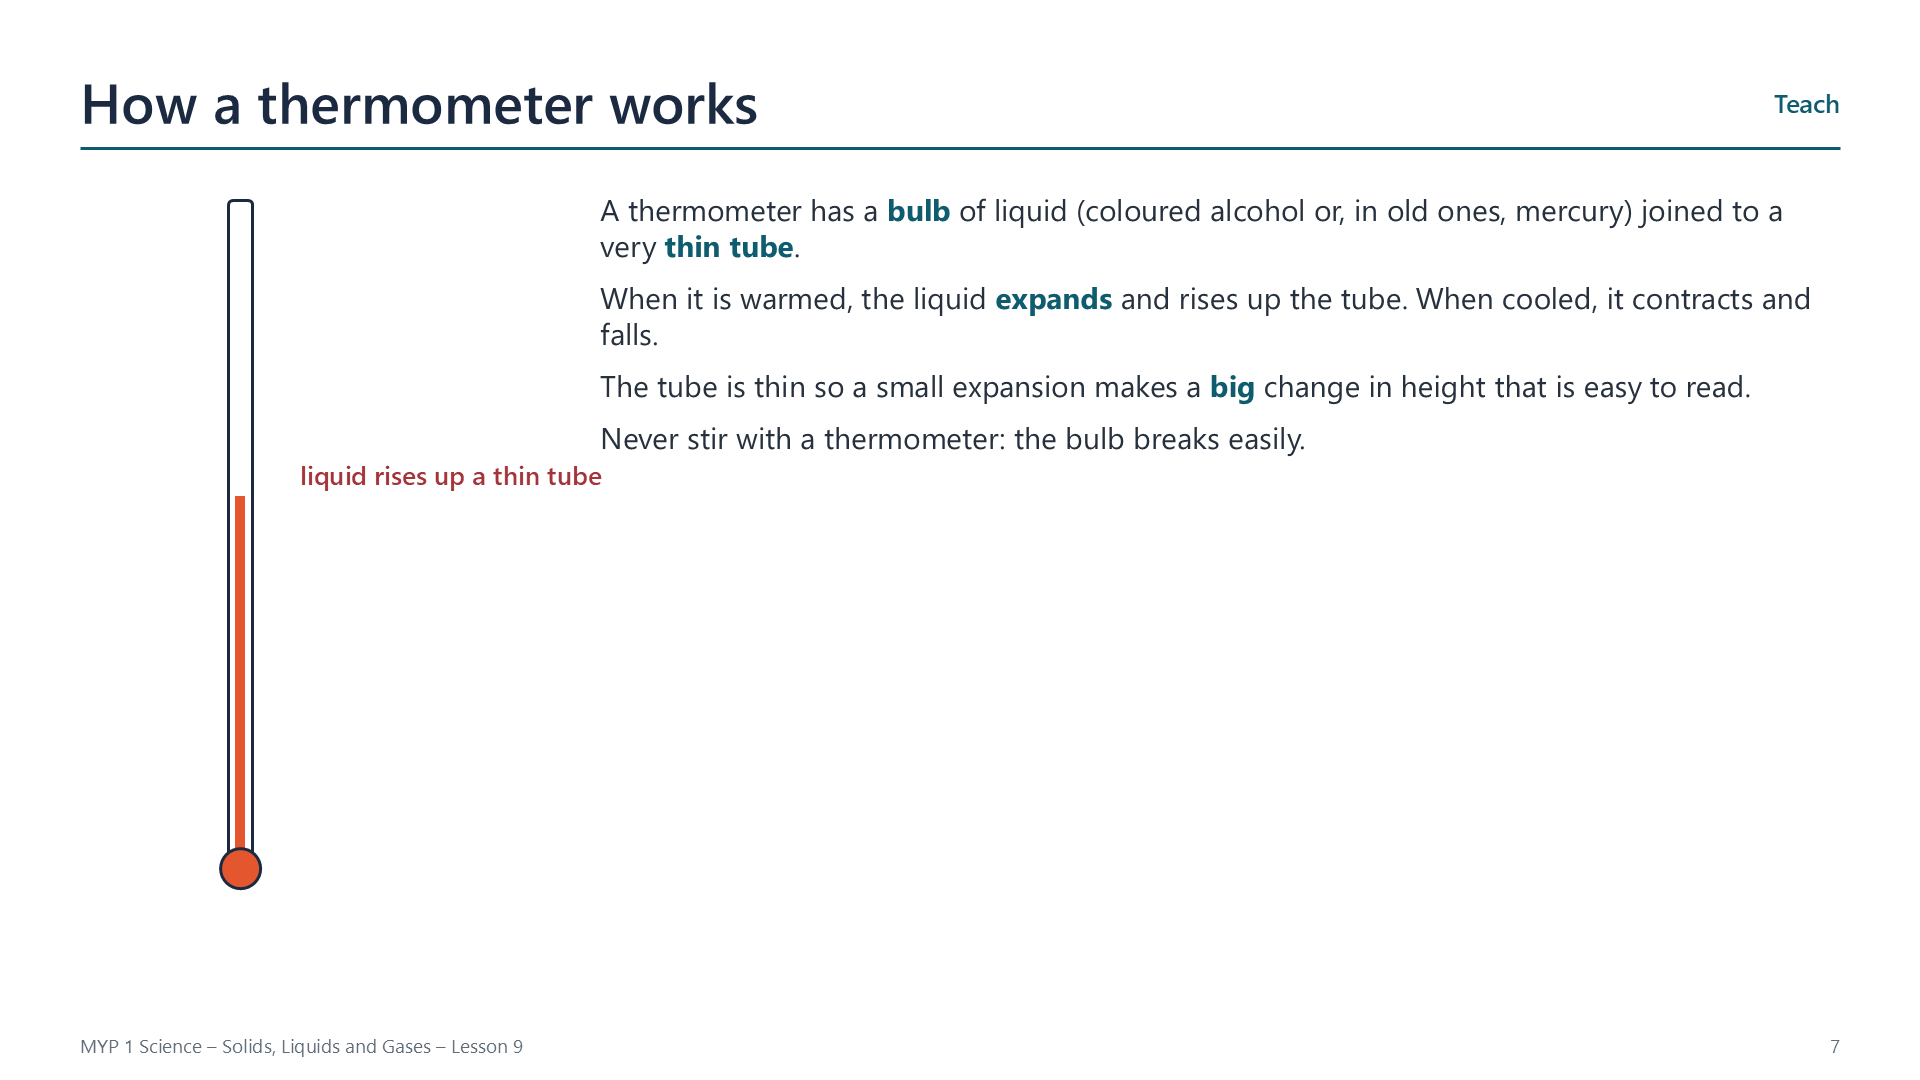 How a thermometer works
Teach
A thermometer has a bulb of liquid (coloured alcohol or, in old ones, mercury) joined to a
very thin tube.
When it is warmed, the liquid expands and rises up the tube. When cooled, it contracts and
falls.
The tube is thin so a small expansion makes a big change in height that is easy to read.
Never stir with a thermometer: the bulb breaks easily.
liquid rises up a thin tube
MYP 1 Science – Solids, Liquids and Gases – Lesson 9
7